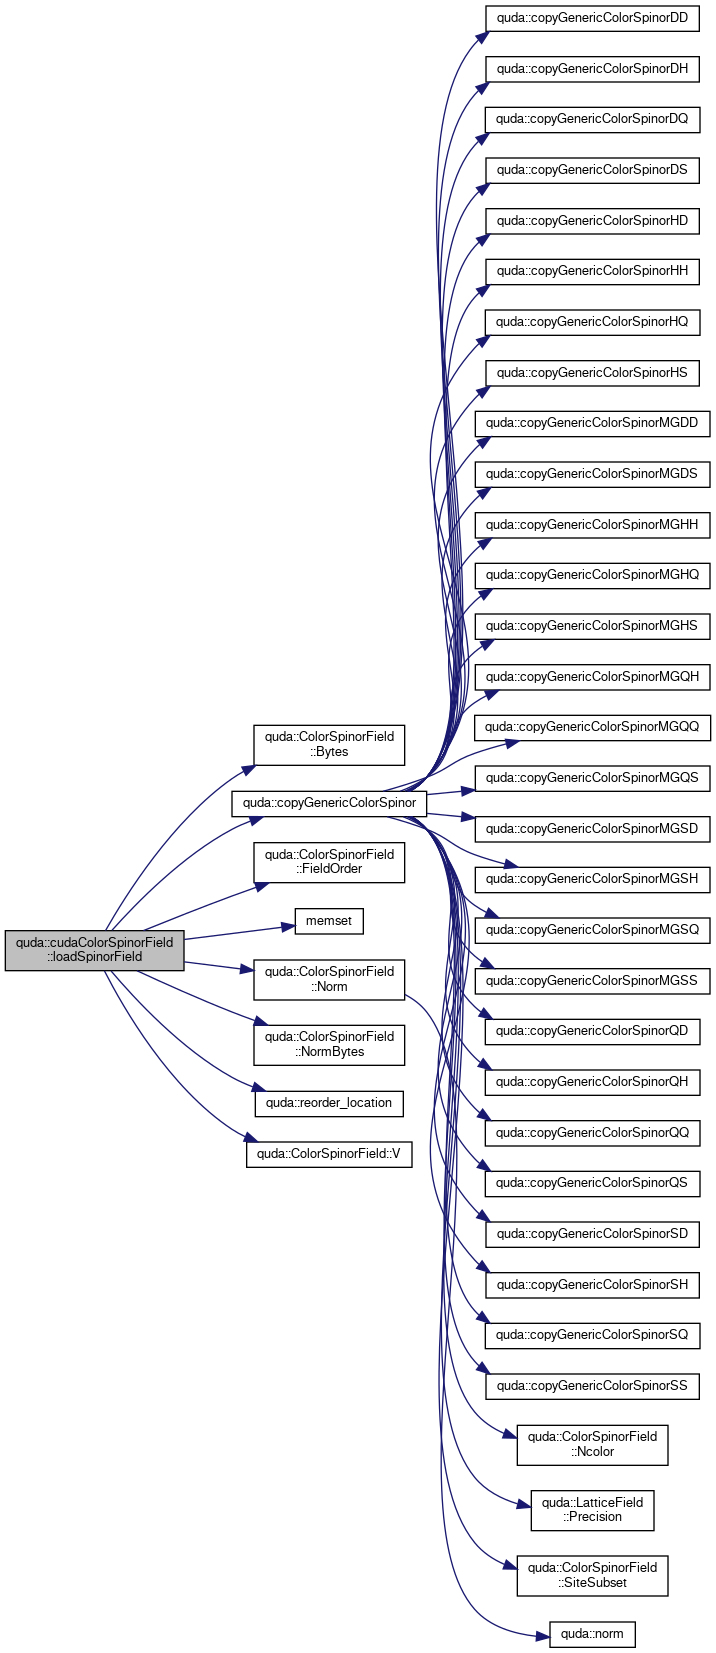 quda::cudaColorSpinorField
::loadSpinorField
quda::ColorSpinorField
::Bytes
quda::copyGenericColorSpinor
quda::ColorSpinorField
::FieldOrder
memset
quda::ColorSpinorField
::Norm
quda::ColorSpinorField
::NormBytes
quda::reorder_location
quda::ColorSpinorField::V
quda::copyGenericColorSpinorDD
quda::copyGenericColorSpinorDH
quda::copyGenericColorSpinorDQ
quda::copyGenericColorSpinorDS
quda::copyGenericColorSpinorHD
quda::copyGenericColorSpinorHH
quda::copyGenericColorSpinorHQ
quda::copyGenericColorSpinorHS
quda::copyGenericColorSpinorMGDD
quda::copyGenericColorSpinorMGDS
quda::copyGenericColorSpinorMGHH
quda::copyGenericColorSpinorMGHQ
quda::copyGenericColorSpinorMGHS
quda::copyGenericColorSpinorMGQH
quda::copyGenericColorSpinorMGQQ
quda::copyGenericColorSpinorMGQS
quda::copyGenericColorSpinorMGSD
quda::copyGenericColorSpinorMGSH
quda::copyGenericColorSpinorMGSQ
quda::copyGenericColorSpinorMGSS
quda::copyGenericColorSpinorQD
quda::copyGenericColorSpinorQH
quda::copyGenericColorSpinorQQ
quda::copyGenericColorSpinorQS
quda::copyGenericColorSpinorSD
quda::copyGenericColorSpinorSH
quda::copyGenericColorSpinorSQ
quda::copyGenericColorSpinorSS
quda::ColorSpinorField
::Ncolor
quda::LatticeField
::Precision
quda::ColorSpinorField
::SiteSubset
quda::norm